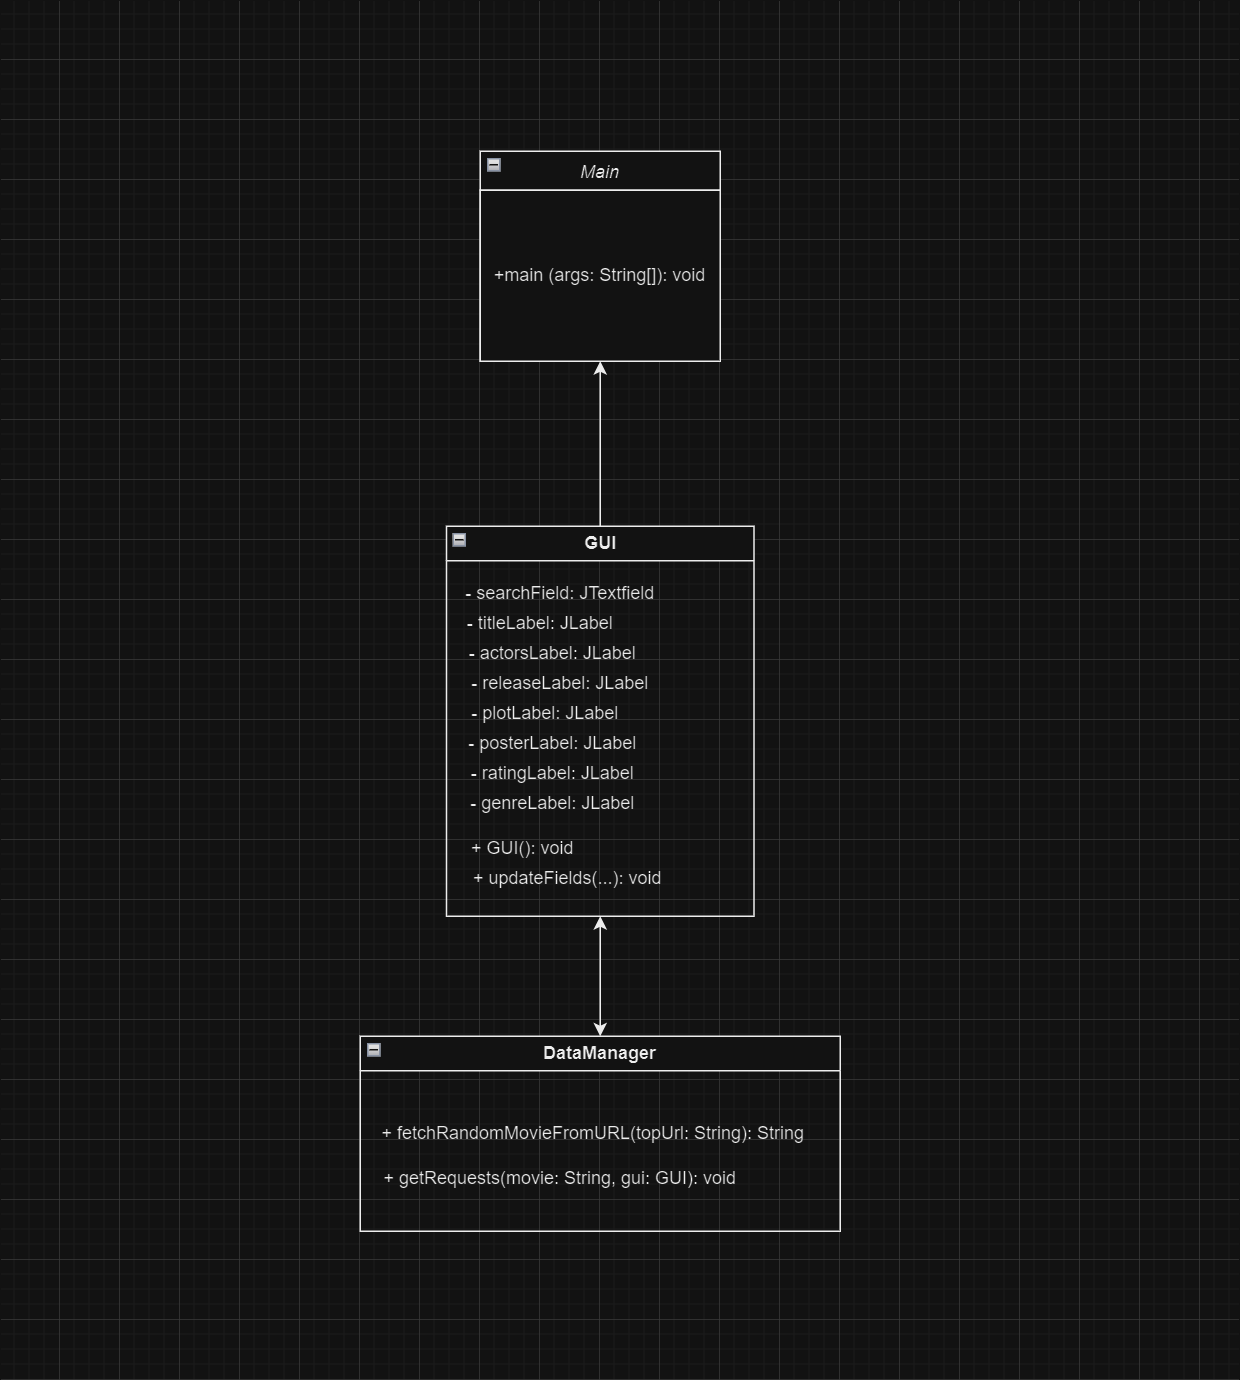 Main
+main (args: String[]): void
GUI
- searchField: JTextfield
- titleLabel: JLabel
- actorsLabel: JLabel
- releaseLabel: JLabel
- plotLabel: JLabel
- posterLabel: JLabel
- ratingLabel: JLabel
- genreLabel: JLabel
+ GUI(): void
+ updateFields(...): void
DataManager
+ fetchRandomMovieFromURL(topUrl: String): String
+ getRequests(movie: String, gui: GUI): void